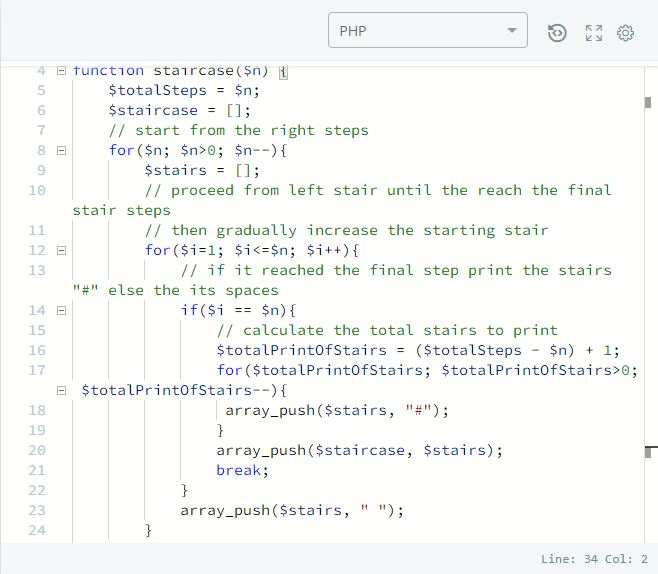 PHP
4 function staircase($n) {
5 $totalSteps = $n;
6 $staircase = [];
7 // start from the right steps
8 for($n; $n>0; $n--){
9 $stairs = [];
10 // proceed from left stair until the reach the final
stair steps
11 // then gradually increase the starting stair
12 for($i=1; $i<=$n; $i++){
13 // if it reached the final step print the stairs
"#" else the its spaces
14 if($i == $n){
15 // calculate the total stairs to print
16 $totalPrintOfStairs = ($totalSteps - $n) + 1;
17 for($totalPrintOfStairs; $totalPrintOfStairs>0;
$totalPrintOfStairs--){
18 array_push($stairs, "#");
19 }
20 array_push($staircase, $stairs);
21 break;
22 }
23 array_push($stairs, " ");
24 }
Line: 34 Col: 2